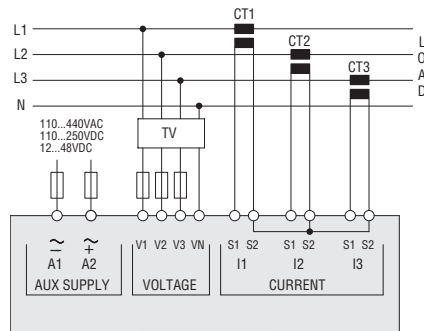 CT1
L1
CT2
L2
CT3
L3
N
L
O
A
D
110...440VAC
110...250VDC
12...48VDC
TV
V1 V2 V3 VN
S1 S2 S1 S2 S1 S2
~ ~
− +
A1 A2
I1 I2 I3
AUX SUPPLY VOLTAGE CURRENT